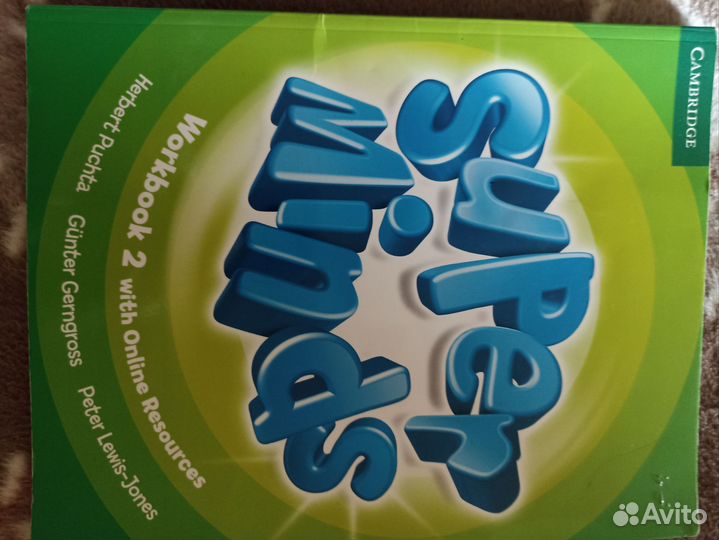 CAMBRIDGE
Super
Minds
Workbook 2 with Online Resources
Herbert Puchta Günter Gerngross Peter Lewis-Jones
Avito